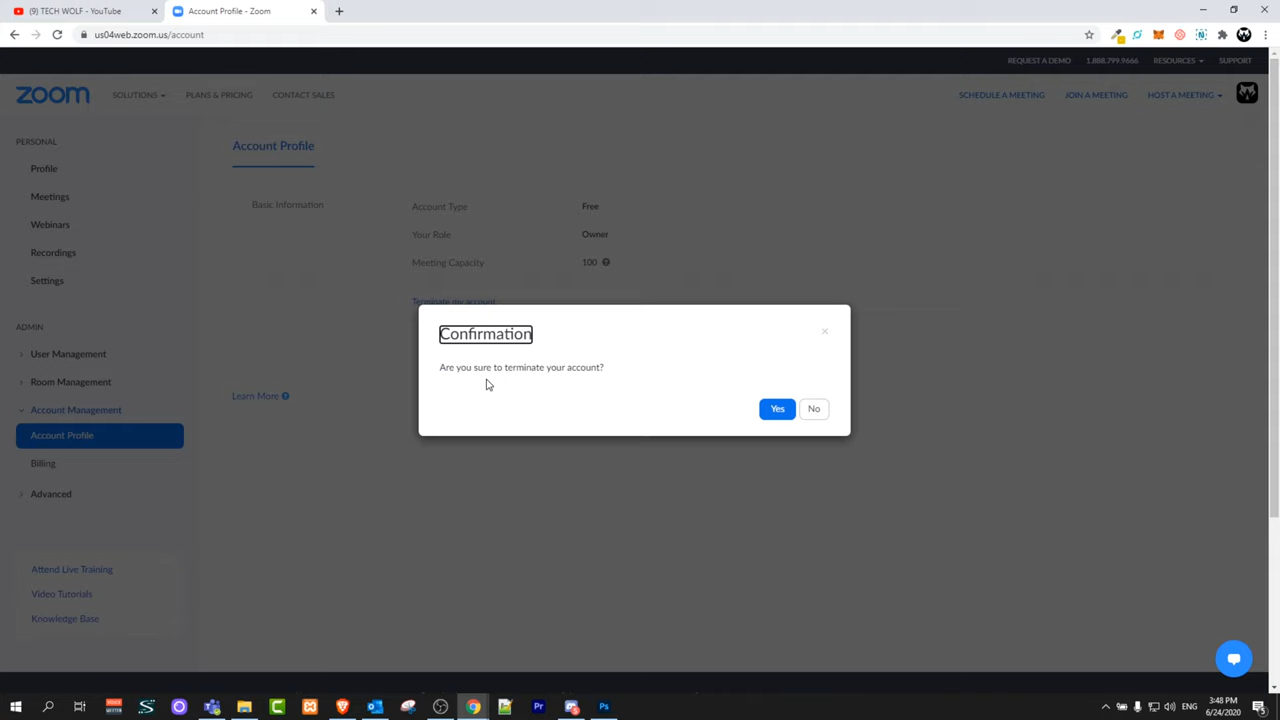 (9) TECH WOLF - YouTube
Account Profile - Zoom
us04web.zoom.us/account
REQUEST A DEMO 1.888.799.9666 RESOURCES SUPPORT
zoom SOLUTIONS PLANS & PRICING CONTACT SALES SCHEDULE A MEETING JOIN A MEETING HOST A MEETING
PERSONAL
Profile
Meetings
Webinars
Recordings
Settings
ADMIN
User Management
Room Management
Account Management
Account Profile
Billing
Advanced
Attend Live Training
Video Tutorials
Knowledge Base
Account Profile
Basic Information
Account Type Free
Your Role Owner
Meeting Capacity 100
Terminate my account
Learn More
Confirmation
Are you sure to terminate your account?
Yes No
ENG
3:48 PM
6/24/2020